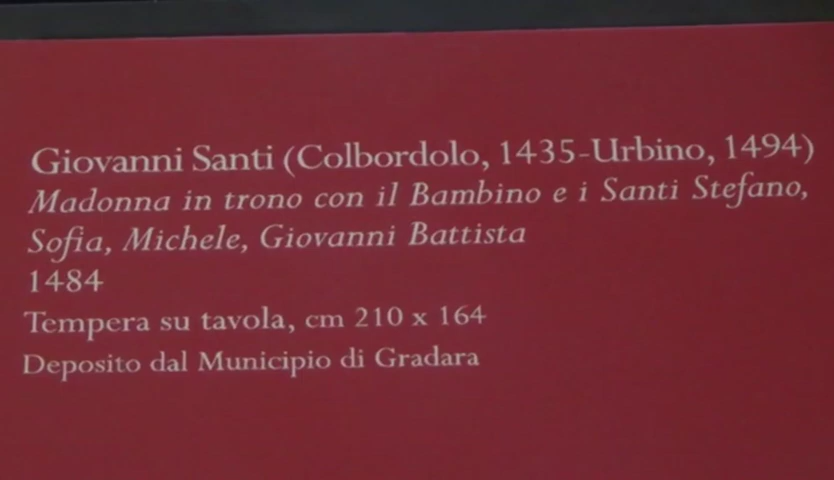 Giovanni Santi (Colbordolo, 1435-Urbino, 1494)
Madonna in trono con il Bambino e i Santi Stefano,
Sofia, Michele, Giovanni Battista
1484
Tempera su tavola, cm 210 x 164
Deposito dal Municipio di Gradara